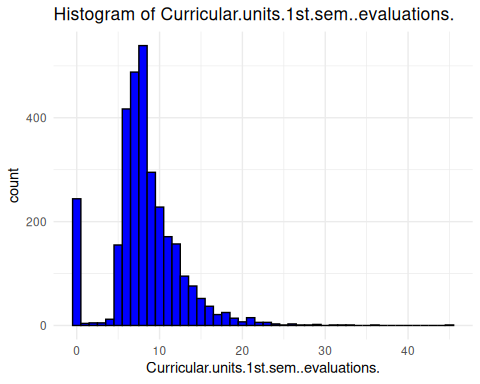 Histogram of Curricular.units.1st.sem..evaluations.
count
400
200
0
0 10 20 30 40
Curricular.units.1st.sem..evaluations.